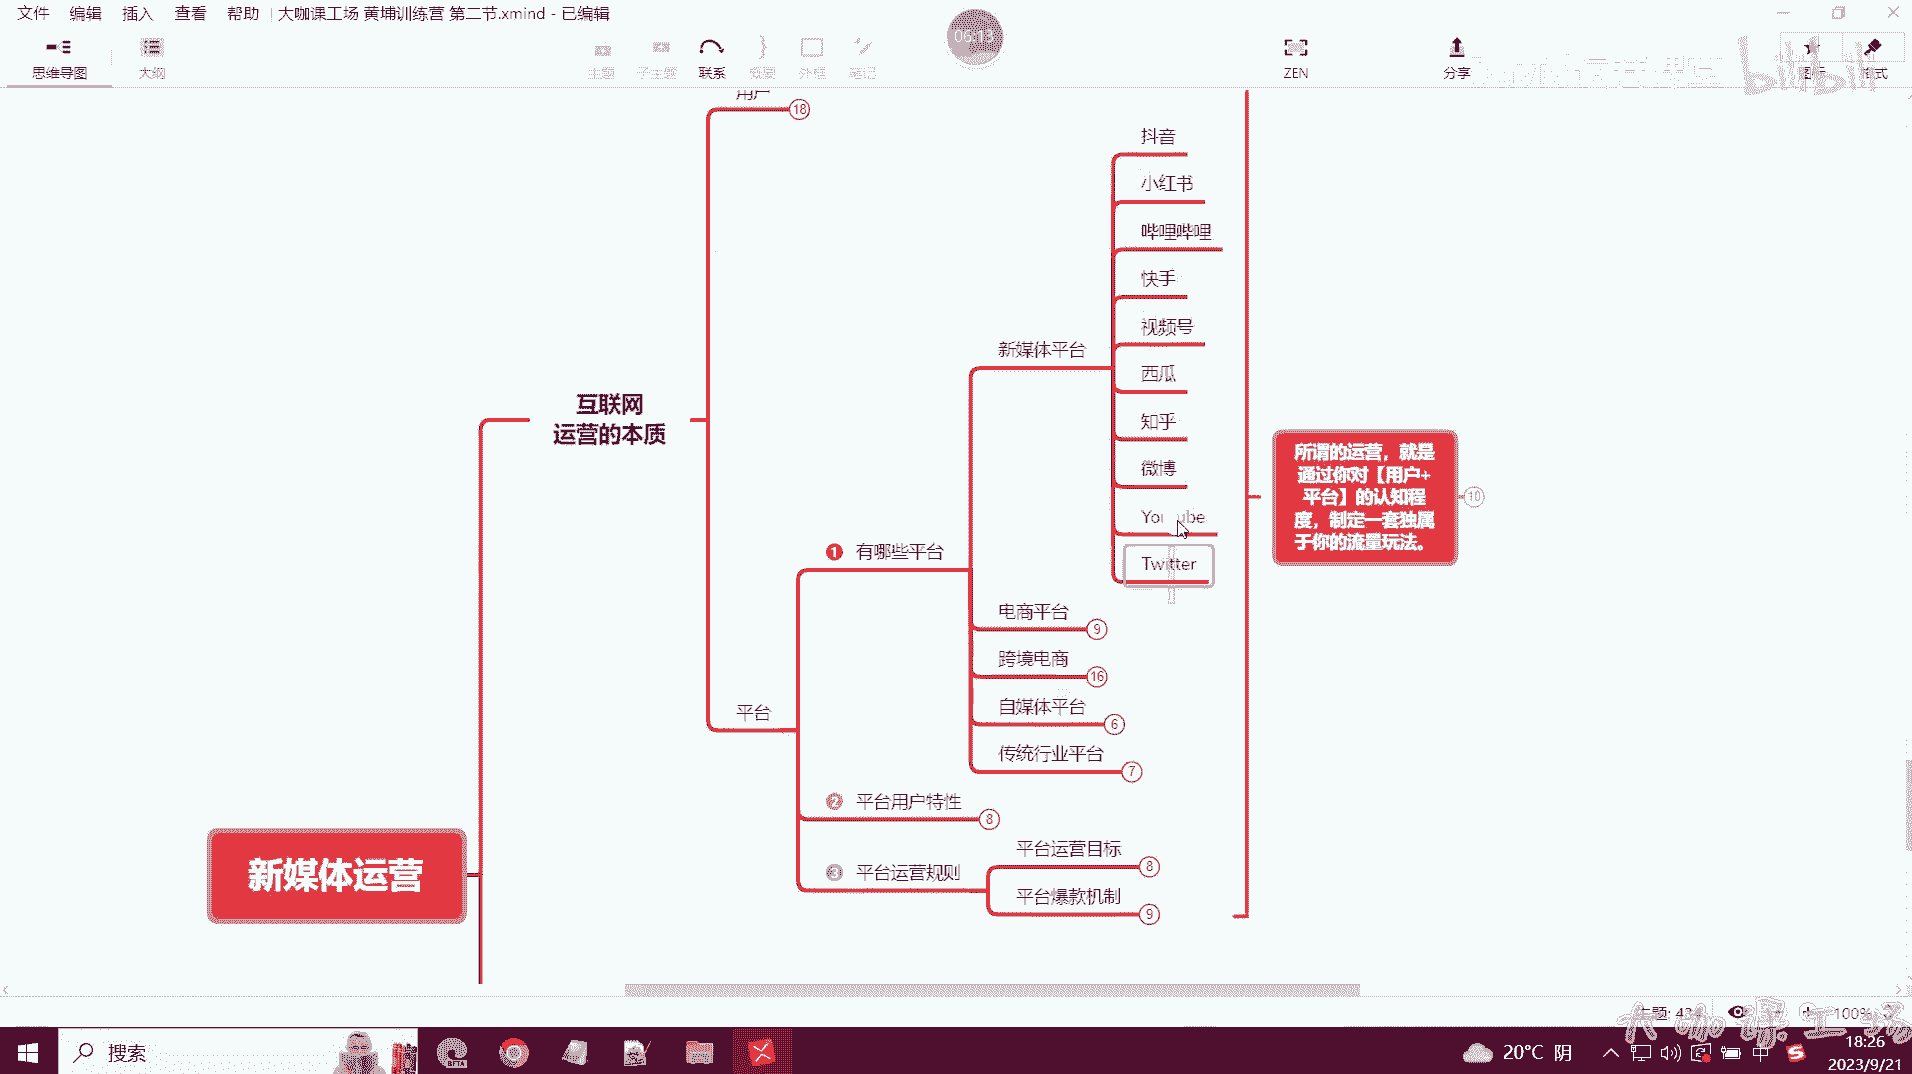 文件 编辑 插入 查看 帮助 大咖课工场 黄埔训练营 第二节.xmind - 已编辑
06:13
思维导图 大纲 主题 子主题 联系 概要 外框 笔记 ZEN 分享 图标 格式
bilibili
用户
18
抖音
小红书
哔哩哔哩
快手
视频号
新媒体平台
西瓜
知乎
微博
YouTube
Twitter
互联网
运营的本质
所谓的运营，就是
通过你对【用户+
平台】的认知程
度，制定一套独属
于你的流量玩法。
10
1 有哪些平台
电商平台
9
跨境电商
16
自媒体平台
6
传统行业平台
7
平台
2 平台用户特性
8
平台运营目标
8
3 平台运营规则
平台爆款机制
9
新媒体运营
主题: 434 100%
大咖课工场
搜索
20°C 阴
中
18:26
2023/9/21